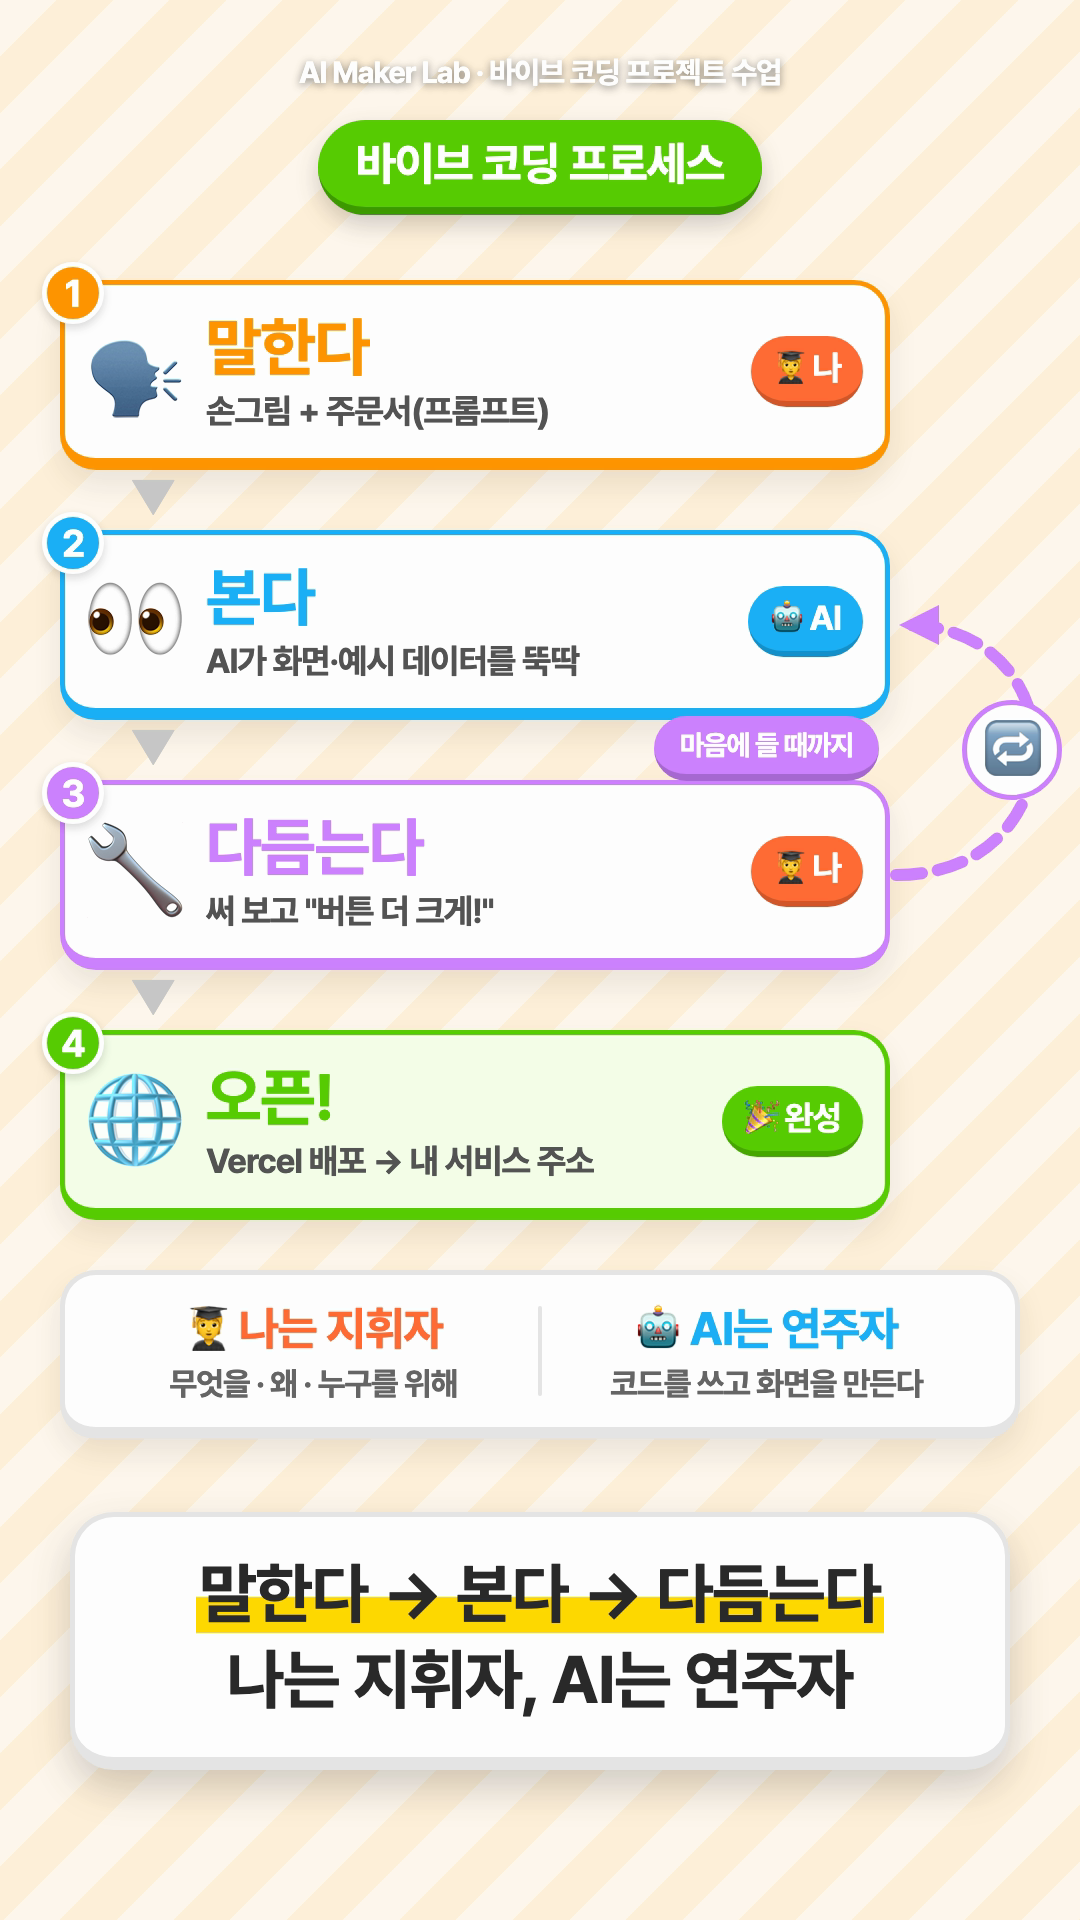 AI Maker Lab · 바이브 코딩 프로젝트 수업
바이브 코딩 프로세스
1
말한다
손그림 + 주문서(프롬프트)
나
2
본다
AI가 화면·예시 데이터를 뚝딱
AI
마음에 들 때까지
3
다듬는다
써 보고 "버튼 더 크게!"
나
4
오픈!
Vercel 배포 → 내 서비스 주소
완성
나는 지휘자
무엇을 · 왜 · 누구를 위해
AI는 연주자
코드를 쓰고 화면을 만든다
말한다 → 본다 → 다듬는다
나는 지휘자, AI는 연주자